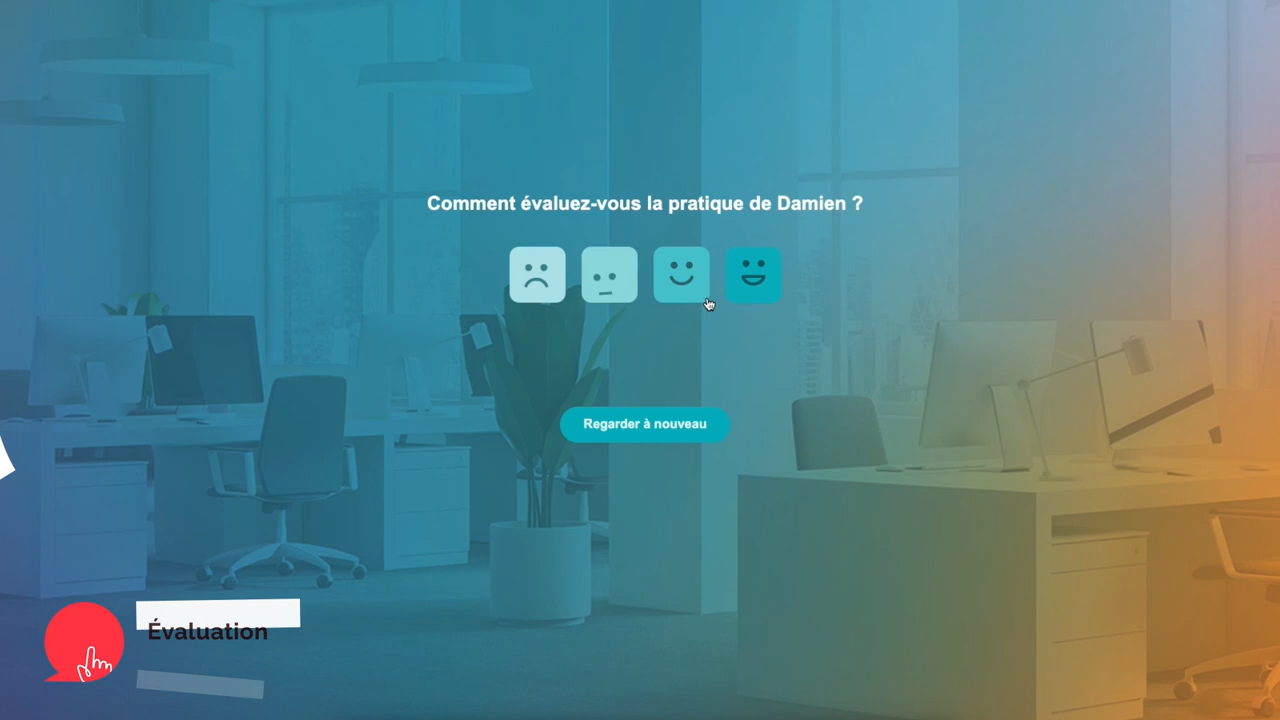 Comment évaluez-vous la pratique de Damien ?
Regarder à nouveau
Évaluation